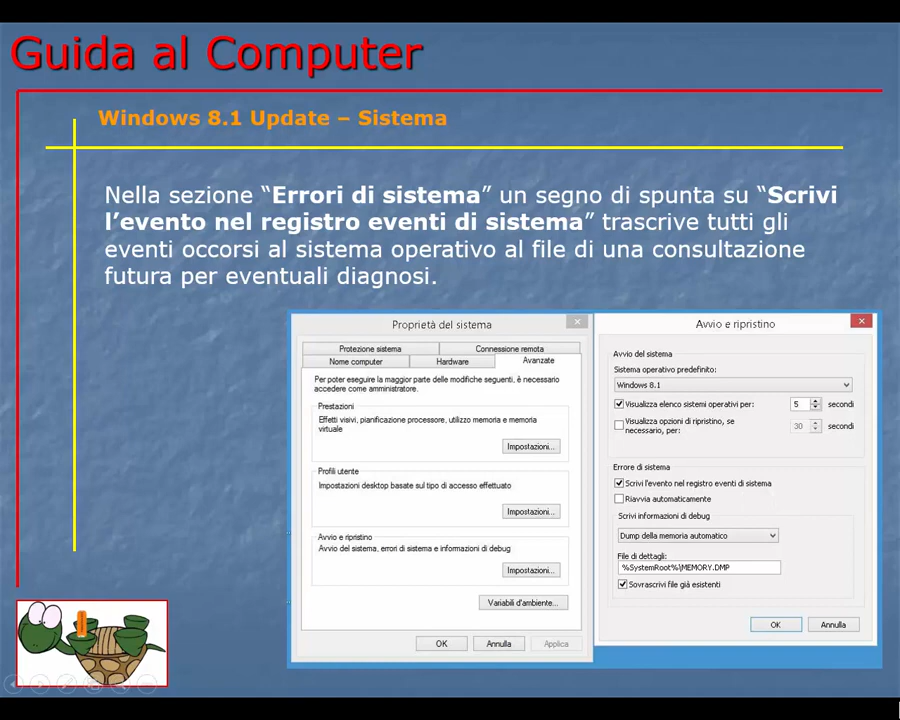 Guida al Computer
Windows 8.1 Update – Sistema
Nella sezione “Errori di sistema” un segno di spunta su “Scrivi
l’evento nel registro eventi di sistema” trascrive tutti gli
eventi occorsi al sistema operativo al file di una consultazione
futura per eventuali diagnosi.
Proprietà del sistema
Protezione sistema
Connessione remota
Nome computer
Hardware
Avanzate
Per poter eseguire la maggior parte delle modifiche seguenti, è necessario
accedere come amministratore.
Prestazioni
Effetti visivi, pianificazione processore, utilizzo memoria e memoria
virtuale
Impostazioni...
Profili utente
Impostazioni desktop basate sul tipo di accesso effettuato
Impostazioni...
Avvio e ripristino
Avvio del sistema, errori di sistema e informazioni di debug
Impostazioni...
Variabili d'ambiente...
OK
Annulla
Applica
Avvio e ripristino
Avvio del sistema
Sistema operativo predefinito:
Windows 8.1
Visualizza elenco sistemi operativi per:
5
secondi
Visualizza opzioni di ripristino, se
necessario, per:
30
secondi
Errore di sistema
Scrivi l'evento nel registro eventi di sistema
Riavvia automaticamente
Scrivi informazioni di debug
Dump della memoria automatico
File di dettagli:
%SystemRoot%\MEMORY.DMP
Sovrascrivi file già esistenti
OK
Annulla